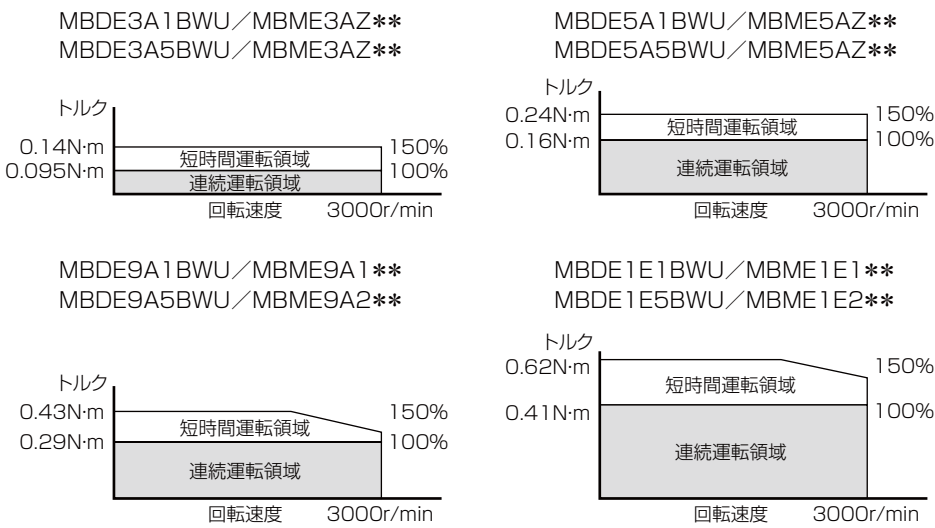 MBDE3A1BWU／MBME3AZ**
MBDE3A5BWU／MBME3AZ**
トルク
0.14N·m
0.095N·m
150%
100%
短時間運転領域
連続運転領域
回転速度
3000r/min
MBDE5A1BWU／MBME5AZ**
MBDE5A5BWU／MBME5AZ**
トルク
0.24N·m
0.16N·m
150%
100%
短時間運転領域
連続運転領域
回転速度
3000r/min
MBDE9A1BWU／MBME9A1**
MBDE9A5BWU／MBME9A2**
トルク
0.43N·m
0.29N·m
150%
100%
短時間運転領域
連続運転領域
回転速度
3000r/min
MBDE1E1BWU／MBME1E1**
MBDE1E5BWU／MBME1E2**
トルク
0.62N·m
0.41N·m
150%
100%
短時間運転領域
連続運転領域
回転速度
3000r/min